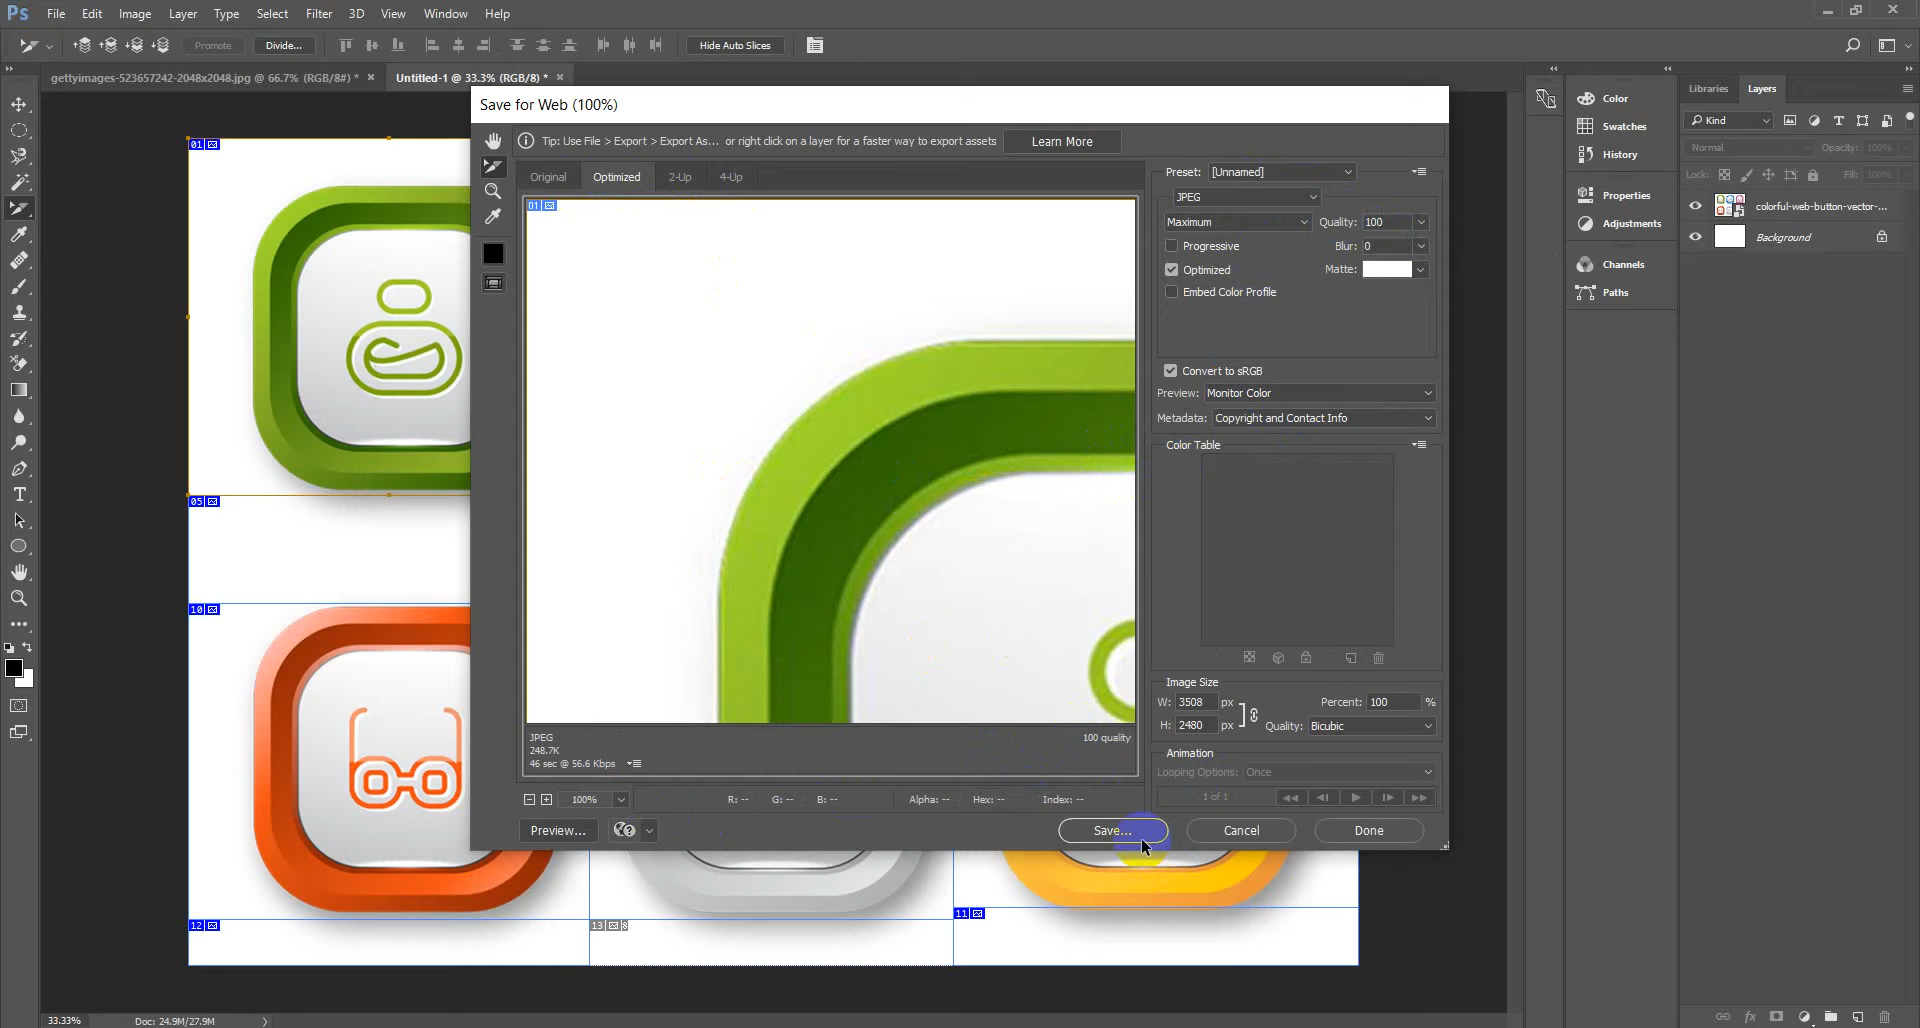 Ps File Edit Image Layer Type Select Filter 3D View Window Help
Promote Divide... Hide Auto Slices
gettyimages-523657242-2048x2048.jpg @ 66.7% (RGB/8#) * × Untitled-1 @ 33.3% (RGB/8) * ×
Save for Web (100%)
Tip: Use File > Export > Export As... or right click on a layer for a faster way to export assets Learn More
Original Optimized 2-Up 4-Up
01
01
05
10
12
13
11
JPEG
248.7K
46 sec @ 56.6 Kbps
100 quality
100% R: -- G: -- B: -- Alpha: -- Hex: -- Index: --
Preview... Save... Cancel Done
Preset: [Unnamed]
JPEG
Maximum Quality: 100
Progressive Blur: 0
Optimized Matte:
Embed Color Profile
Convert to sRGB
Preview: Monitor Color
Metadata: Copyright and Contact Info
Color Table
Image Size
W: 3508 px Percent: 100 %
H: 2480 px Quality: Bicubic
Animation
Looping Options: Once
1 of 1
Color
Swatches
History
Properties
Adjustments
Channels
Paths
Libraries Layers
Kind
Normal Opacity: 100%
Lock: Fill: 100%
colorful-web-button-vector-...
Background
33.33% Doc: 24.9M/27.9M